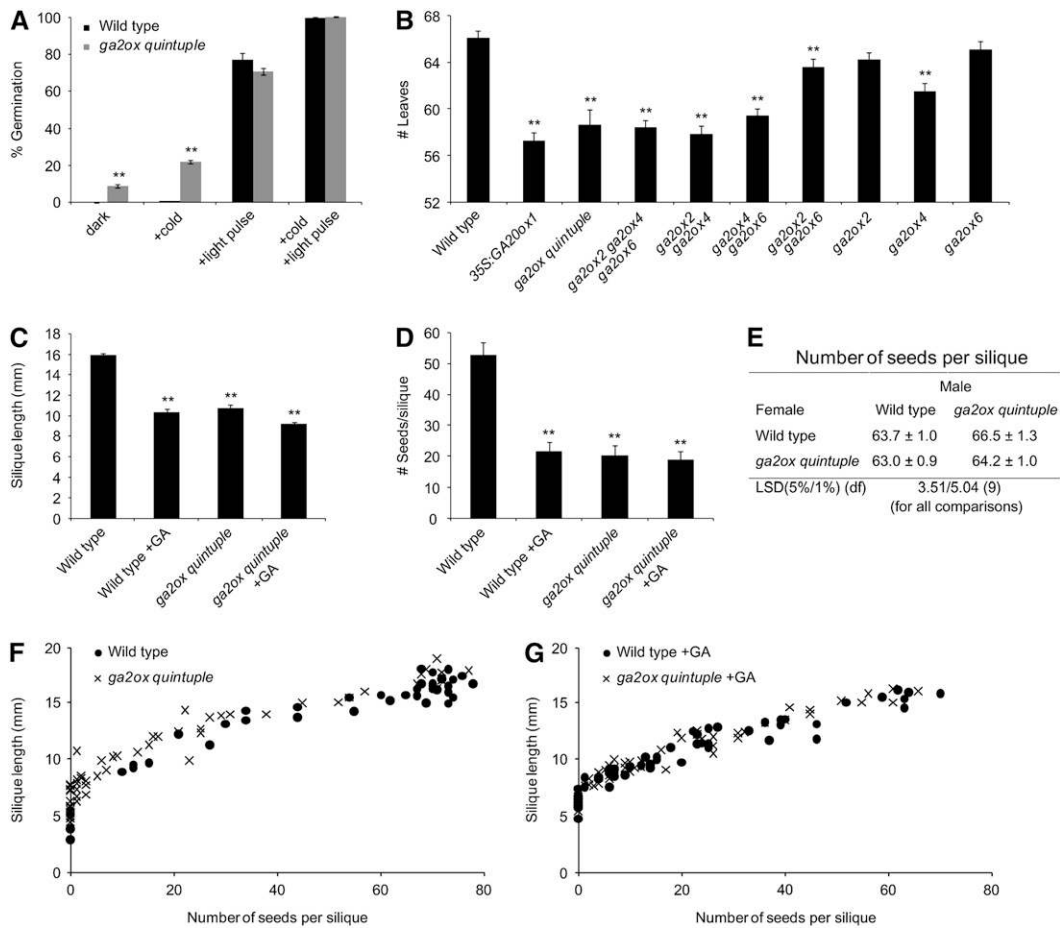 A
Wild type
ga2ox quintuple
% Germination
100
80
60
40
20
0
**
**
dark
+cold
+light pulse
+cold
+light pulse
B
# Leaves
68
64
60
56
52
**
**
**
**
**
**
**
Wild type
35S:GA20ox1
ga2ox quintuple
ga2ox2 ga2ox4
ga2ox6
ga2ox2
ga2ox4
ga2ox4
ga2ox6
ga2ox2
ga2ox6
ga2ox2
ga2ox4
ga2ox6
C
Silique length (mm)
18
16
14
12
10
8
6
4
2
0
**
**
**
Wild type
Wild type +GA
ga2ox quintuple
ga2ox quintuple
+GA
D
# Seeds/silique
60
50
40
30
20
10
0
**
**
**
Wild type
Wild type +GA
ga2ox quintuple
ga2ox quintuple
+GA
E
Number of seeds per silique
Male
Female Wild type ga2ox quintuple
Wild type 63.7 ± 1.0 66.5 ± 1.3
ga2ox quintuple 63.0 ± 0.9 64.2 ± 1.0
LSD(5%/1%) (df) 3.51/5.04 (9)
(for all comparisons)
F
Wild type
ga2ox quintuple
Silique length (mm)
20
15
10
5
0
0 20 40 60 80
Number of seeds per silique
G
Wild type +GA
ga2ox quintuple +GA
Silique length (mm)
20
15
10
5
0
0 20 40 60 80
Number of seeds per silique